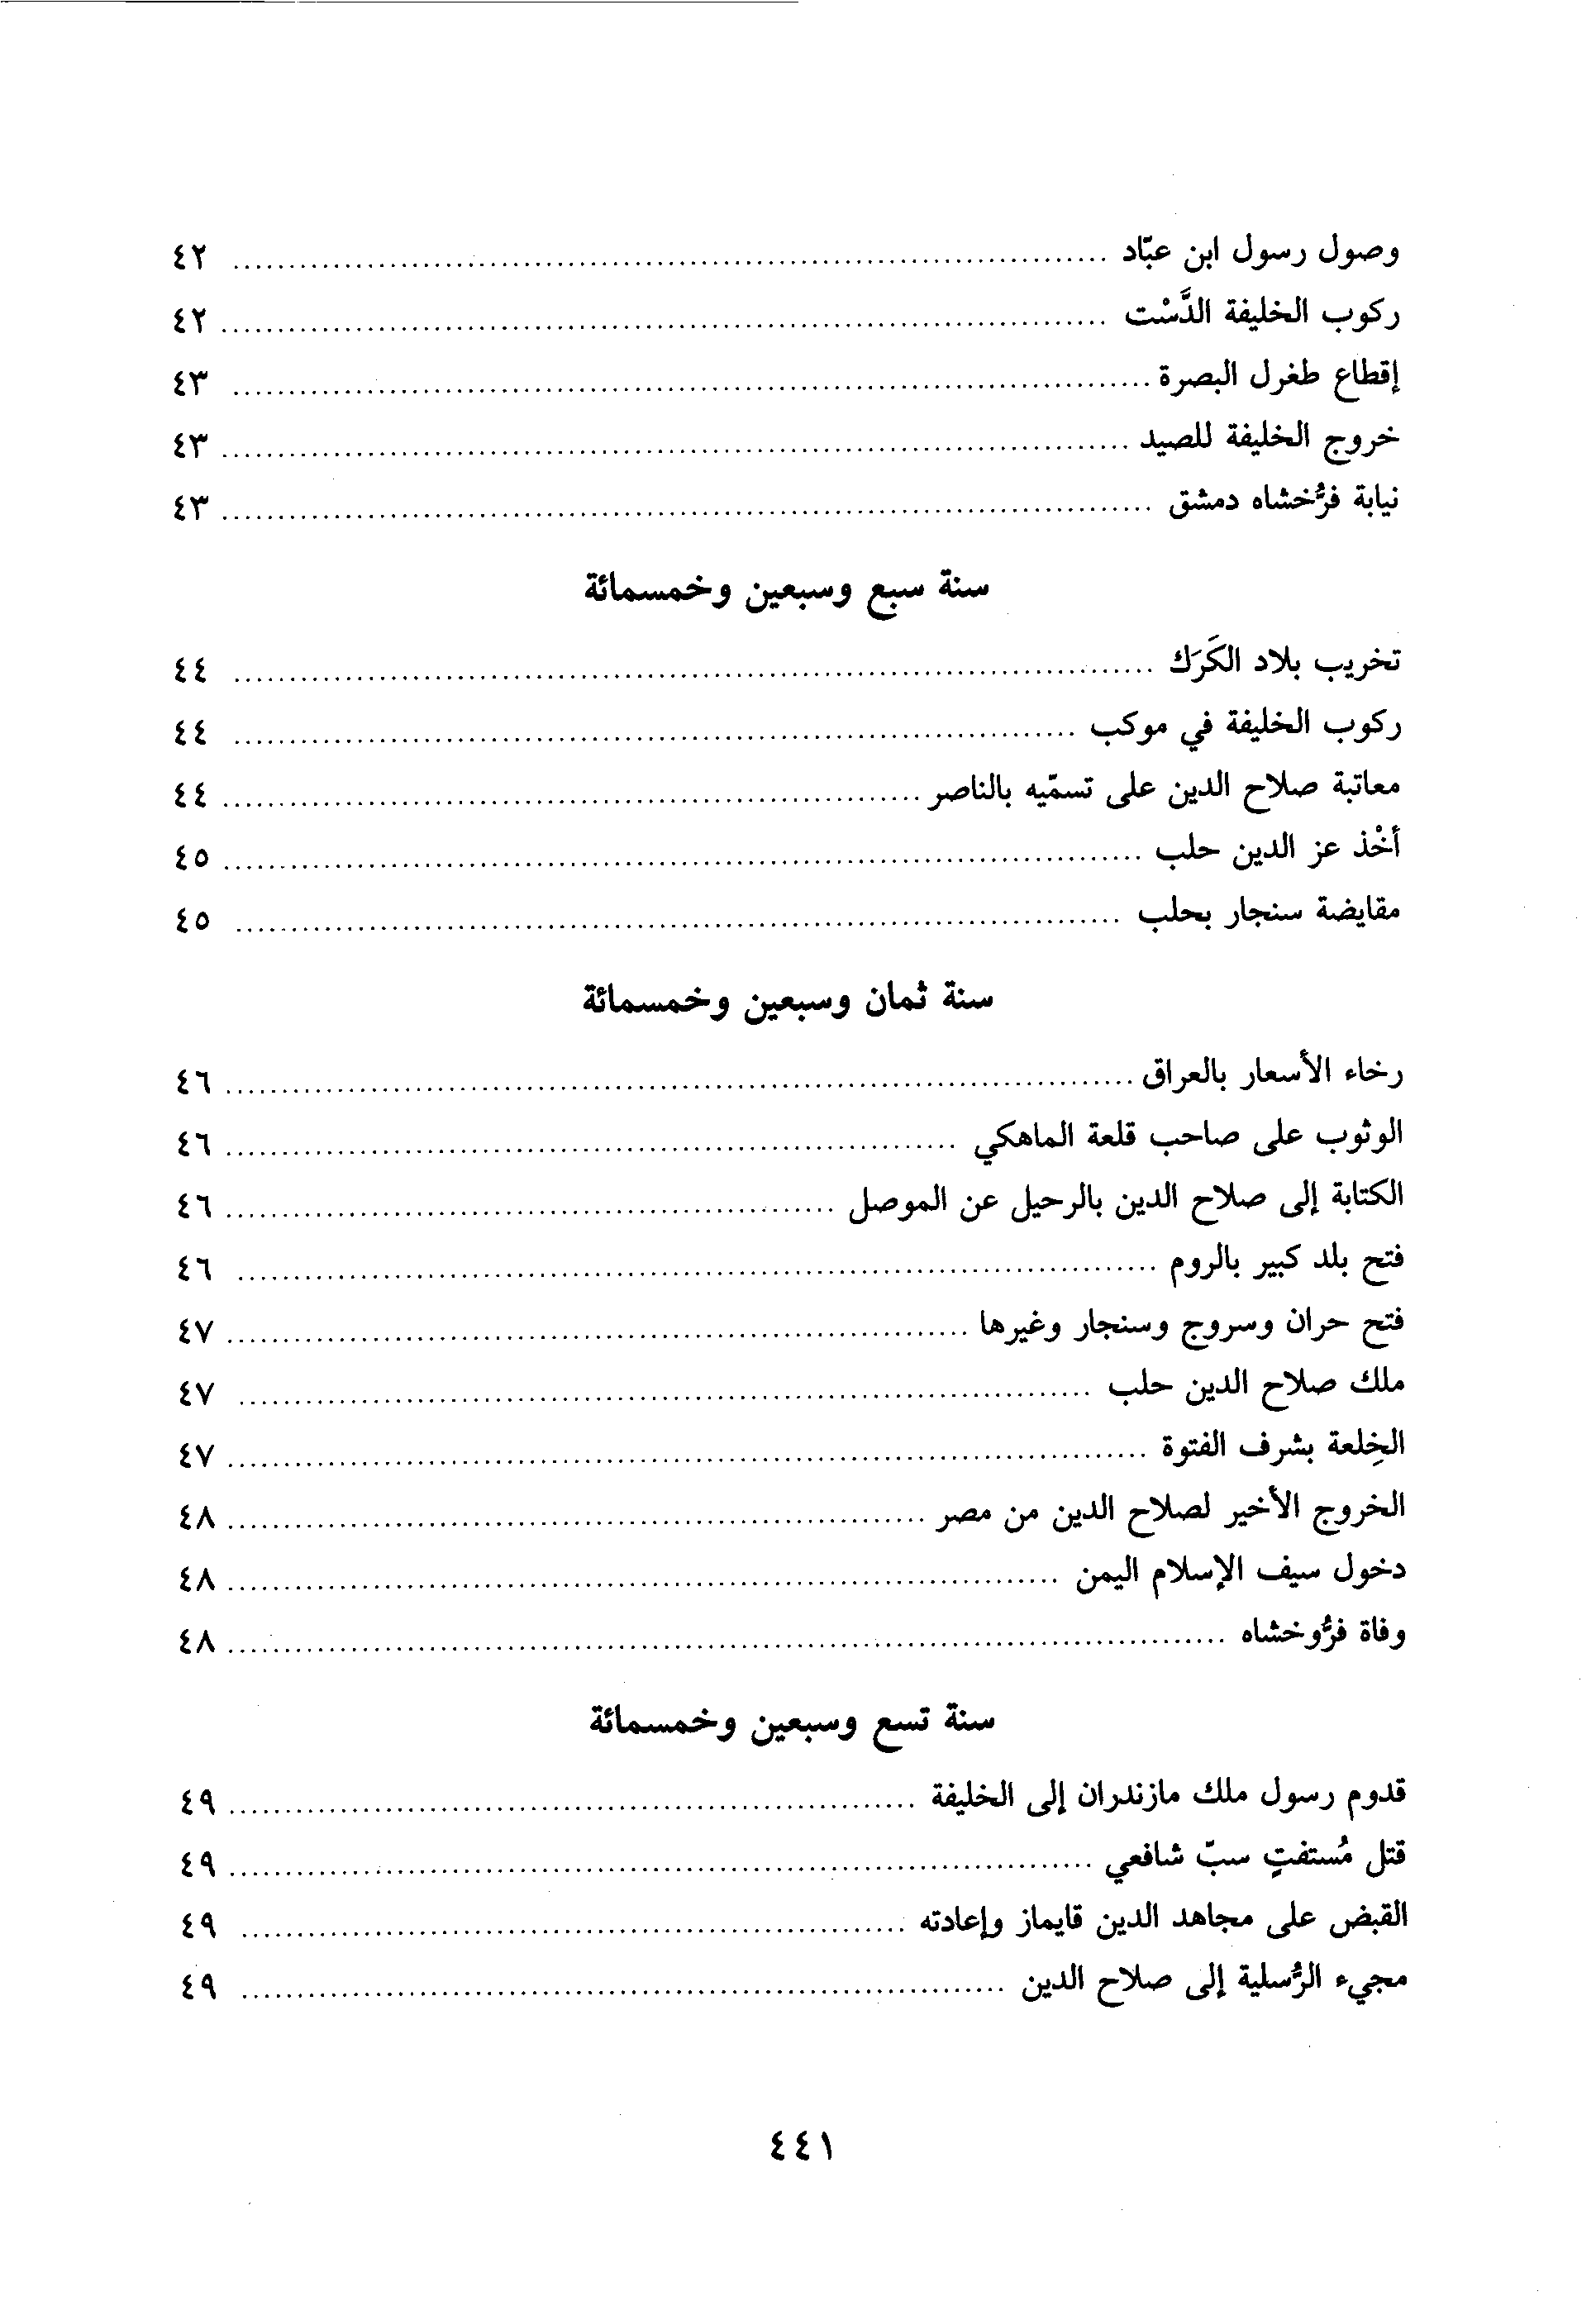 وصول رسول ابن عبّاد ........ ٤٢
ركوب الخليفة الدَّسْت ........ ٤٢
إقطاع طغرل البصرة ........ ٤٣
خروج الخليفة للصيد ........ ٤٣
نيابة فرُّخشاه دمشق ........ ٤٣
سنة سبع وسبعين وخمسمائة
تخريب بلاد الكَرَك ........ ٤٤
ركوب الخليفة في موكب ........ ٤٤
معاتبة صلاح الدين على تسمّيه بالناصر ........ ٤٤
أخْذ عز الدين حلب ........ ٤٥
مقايضة سنجار بحلب ........ ٤٥
سنة ثمان وسبعين وخمسمائة
رخاء الأسعار بالعراق ........ ٤٦
الوثوب على صاحب قلعة الماهكي ........ ٤٦
الكتابة إلى صلاح الدين بالرحيل عن الموصل ........ ٤٦
فتح بلد كبير بالروم ........ ٤٦
فتح حران وسروج وسنجار وغيرها ........ ٤٧
ملك صلاح الدين حلب ........ ٤٧
الخِلعة بشرف الفتوة ........ ٤٧
الخروج الأخير لصلاح الدين من مصر ........ ٤٨
دخول سيف الإسلام اليمن ........ ٤٨
وفاة فرُّوخشاه ........ ٤٨
سنة تسع وسبعين وخمسمائة
قدوم رسول ملك مازندران إلى الخليفة ........ ٤٩
قتل مُستفتٍ سبّ شافعي ........ ٤٩
القبض على مجاهد الدين قايماز وإعادته ........ ٤٩
مجيء الرُّسلية إلى صلاح الدين ........ ٤٩
٤٤١